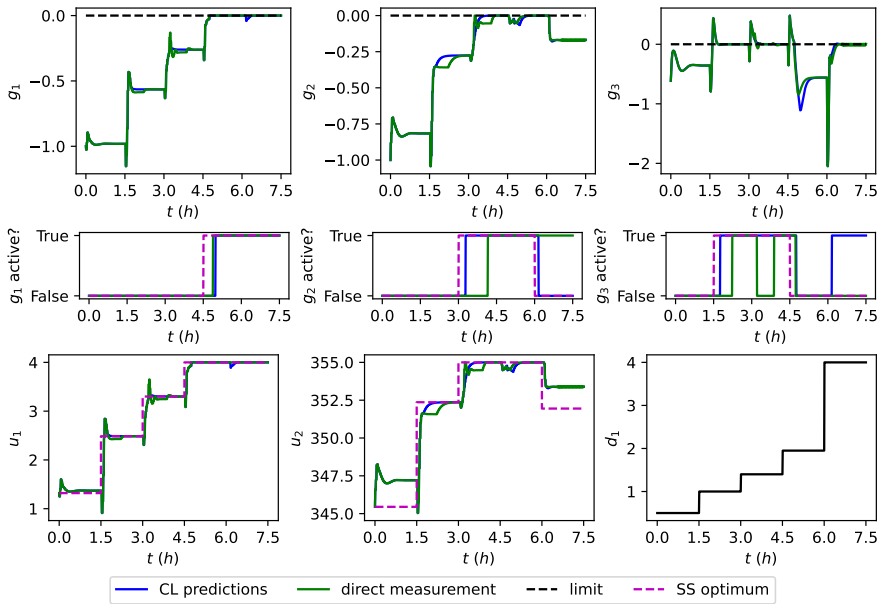 0.00
−0.25
−0.50
−0.75
−1.00
g₁
0.0 1.5 3.0 4.5 6.0 7.5
t (h)
0.00
−0.25
−0.50
−0.75
−1.00
g₂
0.0 1.5 3.0 4.5 6.0 7.5
t (h)
0
−1
−2
g₃
0.0 1.5 3.0 4.5 6.0 7.5
t (h)
True
False
g₁ active?
0.0 1.5 3.0 4.5 6.0 7.5
True
False
g₂ active?
0.0 1.5 3.0 4.5 6.0 7.5
True
False
g₃ active?
0.0 1.5 3.0 4.5 6.0 7.5
4
3
2
1
u₁
0.0 1.5 3.0 4.5 6.0 7.5
t (h)
355.0
352.5
350.0
347.5
345.0
u₂
0.0 1.5 3.0 4.5 6.0 7.5
t (h)
4
3
2
1
d₁
0.0 1.5 3.0 4.5 6.0 7.5
t (h)
CL predictions direct measurement limit SS optimum